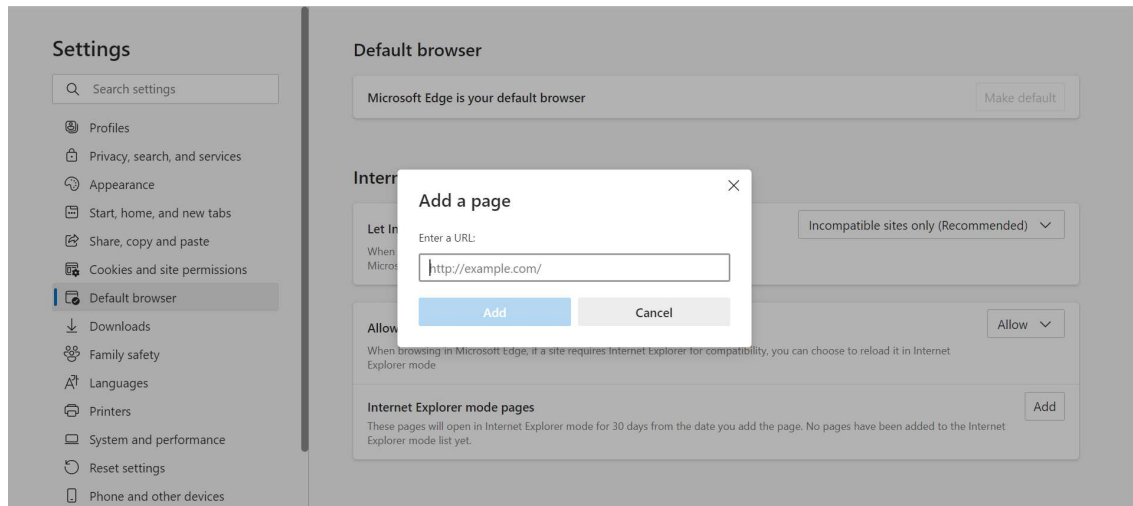 Settings
Search settings
Profiles
Privacy, search, and services
Appearance
Start, home, and new tabs
Share, copy and paste
Cookies and site permissions
Default browser
Downloads
Family safety
Languages
Printers
System and performance
Reset settings
Phone and other devices
Default browser
Microsoft Edge is your default browser
Make default
Intern
Let In
Incompatible sites only (Recommended)
When
Micros
Add a page
Enter a URL:
http://example.com/
Add
Cancel
Allow
Allow
When browsing in Microsoft Edge, if a site requires Internet Explorer for compatibility, you can choose to reload it in Internet
Explorer mode
Internet Explorer mode pages
Add
These pages will open in Internet Explorer mode for 30 days from the date you add the page. No pages have been added to the Internet
Explorer mode list yet.